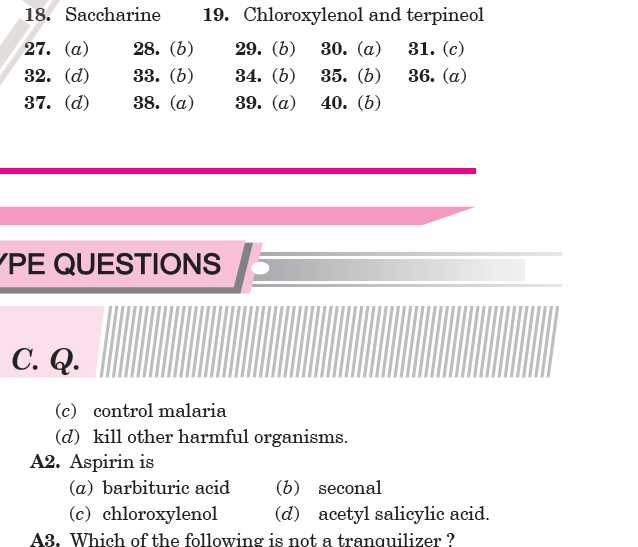 18. Saccharine 19. Chloroxylenol and terpineol
27. (a) 28. (b) 29. (b) 30. (a) 31. (c)
32. (d) 33. (b) 34. (b) 35. (b) 36. (a)
37. (d) 38. (a) 39. (a) 40. (b)
YPE QUESTIONS
C. Q.
(c) control malaria
(d) kill other harmful organisms.
A2. Aspirin is
(a) barbituric acid (b) seconal
(c) chloroxylenol (d) acetyl salicylic acid.
A3. Which of the following is not a tranquilizer ?